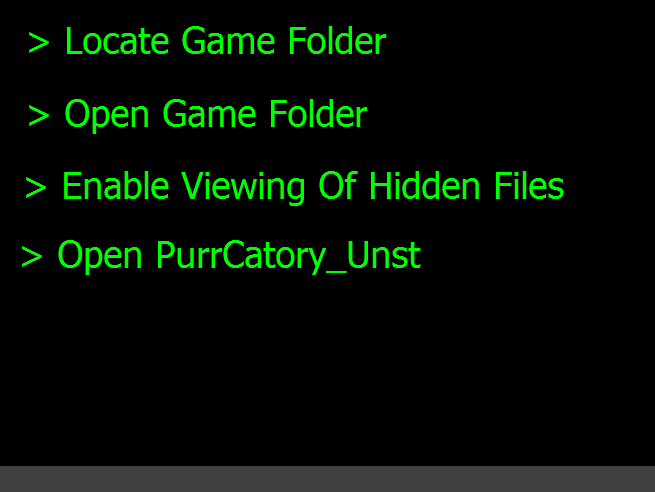 > Locate Game Folder
> Open Game Folder
> Enable Viewing Of Hidden Files
> Open PurrCatory_Unst